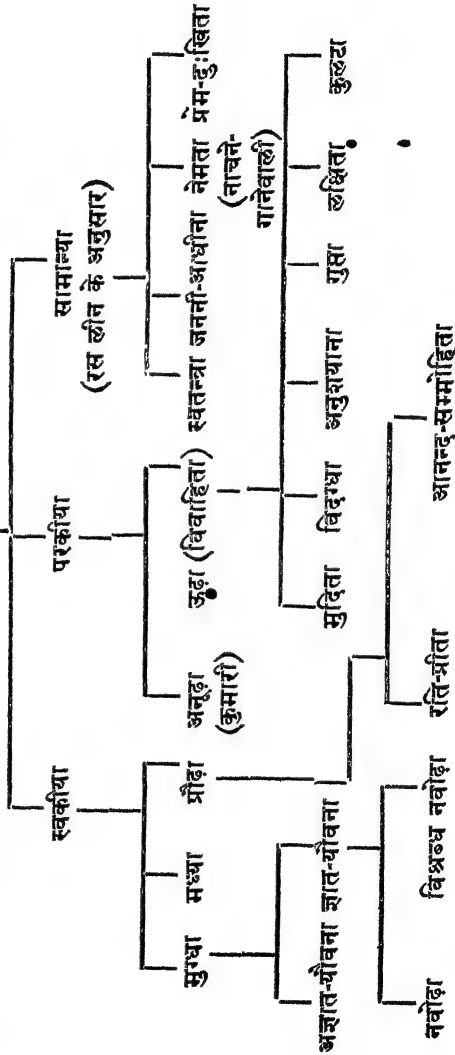 स्वकीया परकीया सामान्या
(रस लीन के अनुसार)
मुग्धा मध्या प्रौढ़ा अनूढ़ा ऊढ़ा (विवाहिता) स्वतन्त्रा जननी-अधीना नेमता प्रेम-दुःखिता
(कुमारी) (नाचने-
गानेवाली)
अज्ञात-यौवना ज्ञात-यौवना मुदिता विदग्धा अनुशयाना गुप्ता लक्षिता कुलटा
नवोढ़ा विश्रब्ध नवोढ़ा रति-प्रीता आनन्द-सम्मोहिता